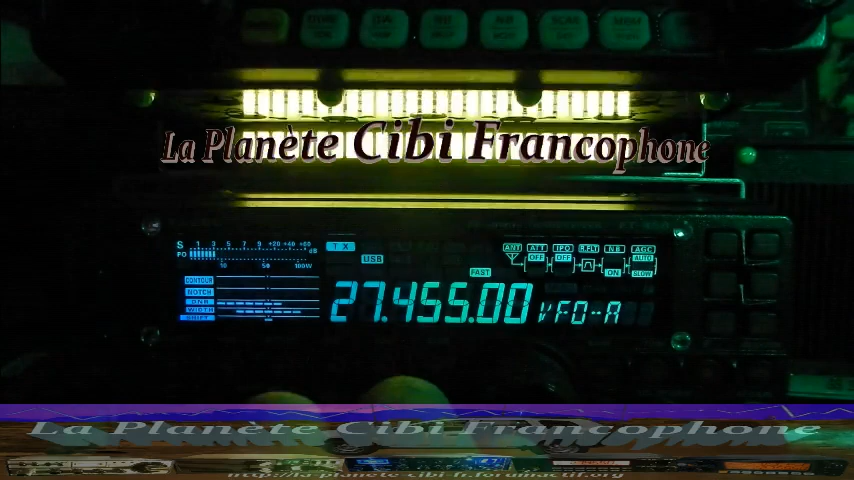 La Planète Cibi Francophone
S 1 3 5 7 9 +20 +40 +60 dB
PO 10 50 100W
TX
USB
ANT ATT IPO R.FLT NB AGC
OFF OFF AUTO
ON SLOW
FAST
CONTOUR
NOTCH
DNR
WIDTH
SHIFT
27.455.00 VFO-A
La Planète Cibi Francophone
http://la-planete-cibi-fr.forumactif.org